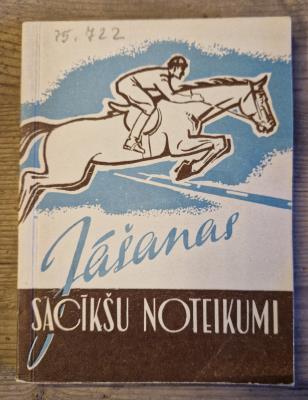 75.722
Jāšanas
SACĪKŠU NOTEIKUMI